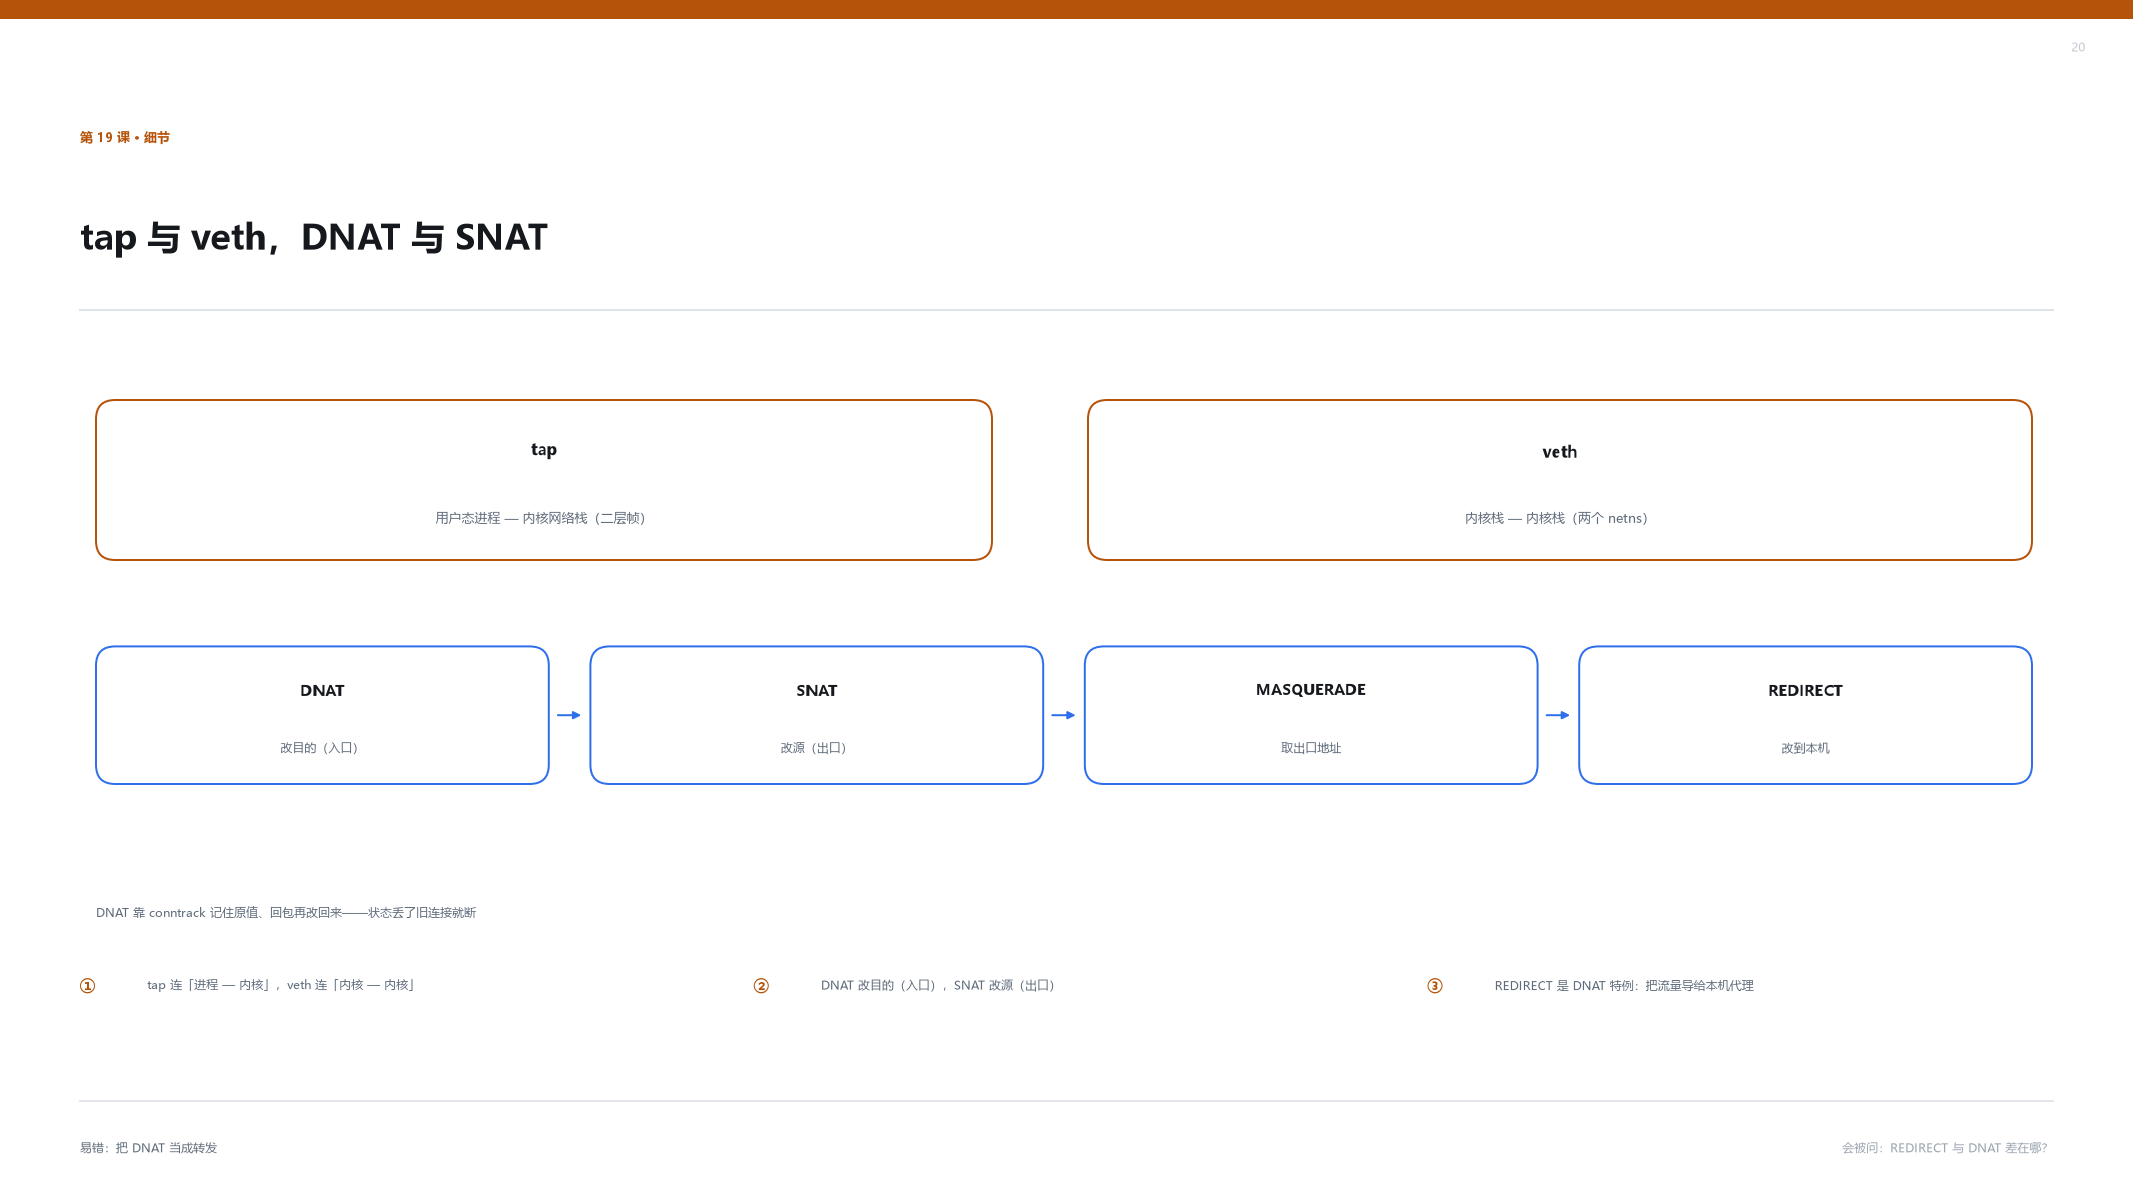 20
第 19 课 • 细节
tap 与 veth，DNAT 与 SNAT
tap
用户态进程 — 内核网络栈（二层帧）
veth
内核栈 — 内核栈（两个 netns）
DNAT
改目的（入口）
SNAT
改源（出口）
MASQUERADE
取出口地址
REDIRECT
改到本机
DNAT 靠 conntrack 记住原值、回包再改回来——状态丢了旧连接就断
① tap 连「进程 — 内核」，veth 连「内核 — 内核」
② DNAT 改目的（入口），SNAT 改源（出口）
③ REDIRECT 是 DNAT 特例：把流量导给本机代理
易错：把 DNAT 当成转发
会被问：REDIRECT 与 DNAT 差在哪？